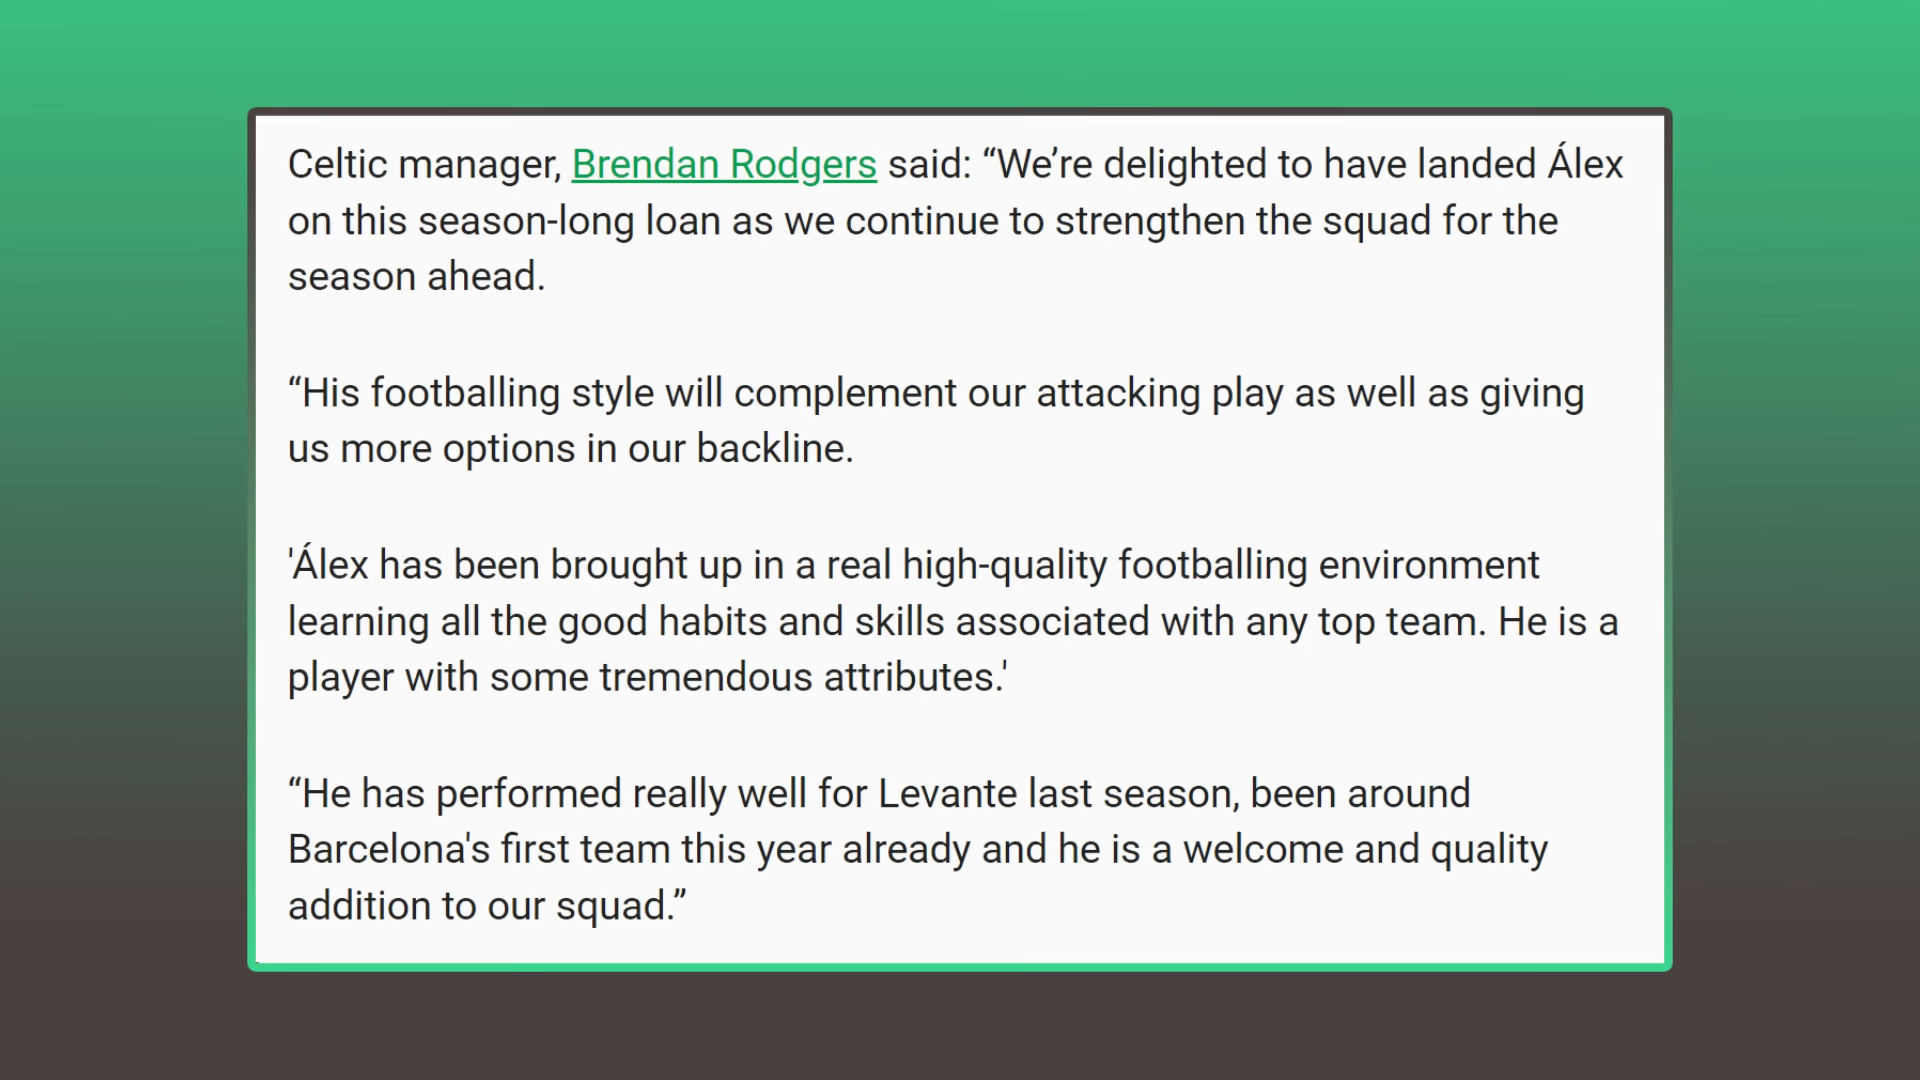 Celtic manager, Brendan Rodgers said: “We’re delighted to have landed Álex
on this season-long loan as we continue to strengthen the squad for the
season ahead.
“His footballing style will complement our attacking play as well as giving
us more options in our backline.
'Álex has been brought up in a real high-quality footballing environment
learning all the good habits and skills associated with any top team. He is a
player with some tremendous attributes.'
“He has performed really well for Levante last season, been around
Barcelona's first team this year already and he is a welcome and quality
addition to our squad.”